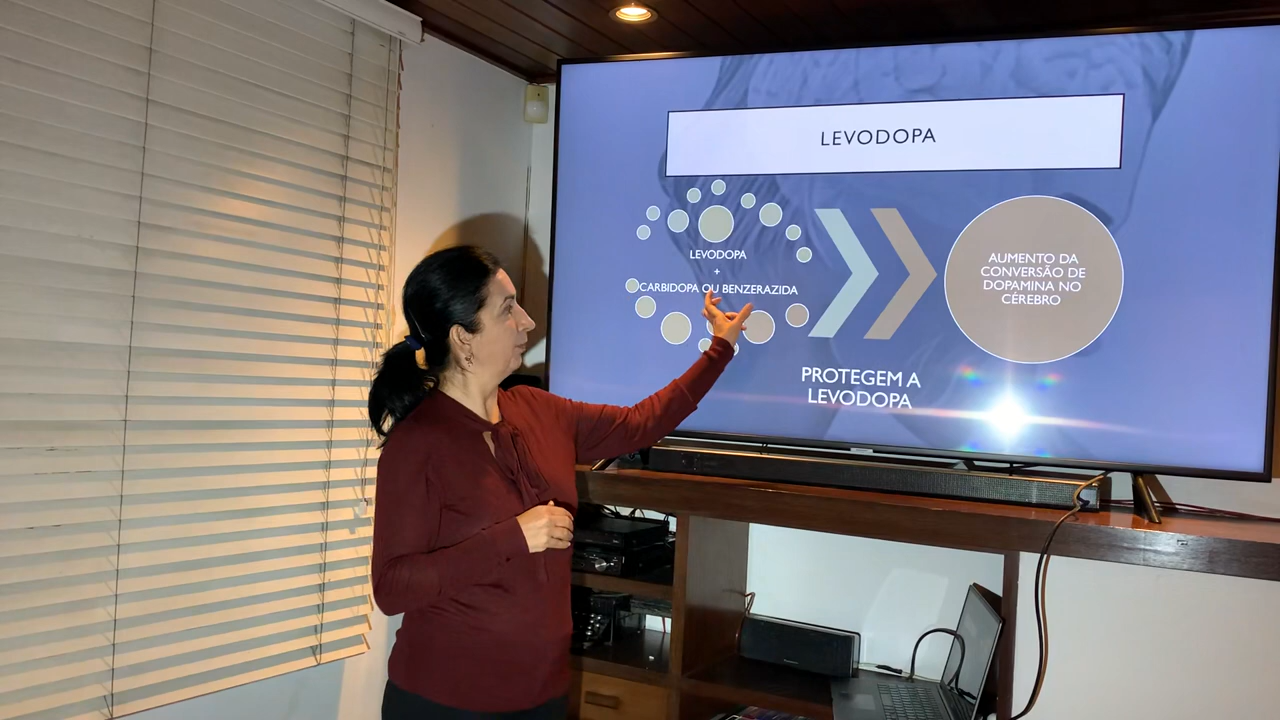 LEVODOPA
LEVODOPA
+
CARBIDOPA OU BENZERAZIDA
AUMENTO DA
CONVERSÃO DE
DOPAMINA NO
CÉREBRO
PROTEGEM A
LEVODOPA